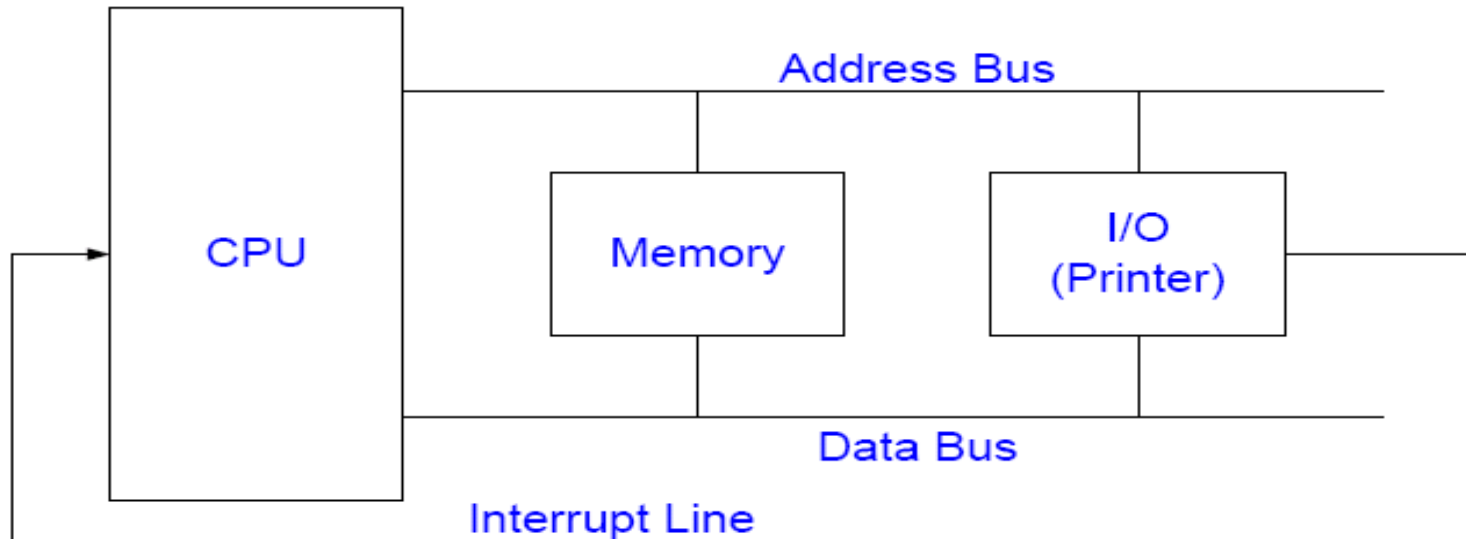 Address Bus
CPU
Memory
I/O
(Printer)
Data Bus
Interrupt Line